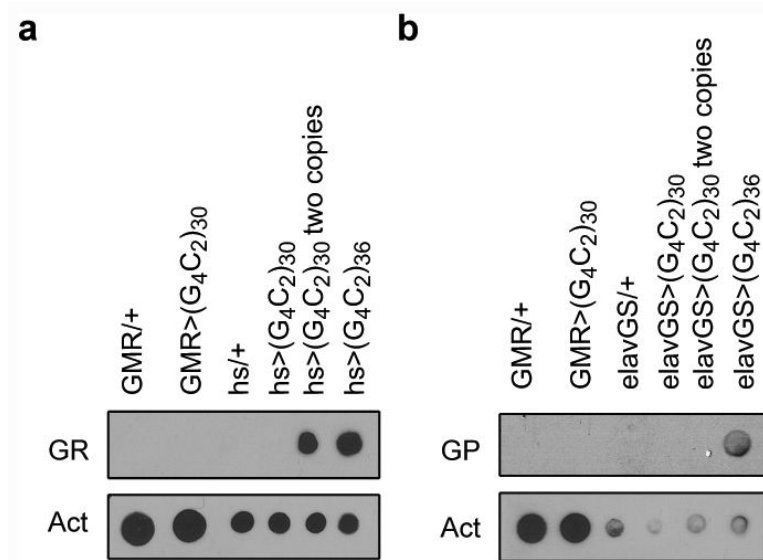 a
GMR/+
GMR>(G4C2)30
hs/+
hs>(G4C2)30
hs>(G4C2)30 two copies
hs>(G4C2)36
GR
Act
b
GMR/+
GMR>(G4C2)30
elavGS/+
elavGS>(G4C2)30
elavGS>(G4C2)30 two copies
elavGS>(G4C2)36
GP
Act